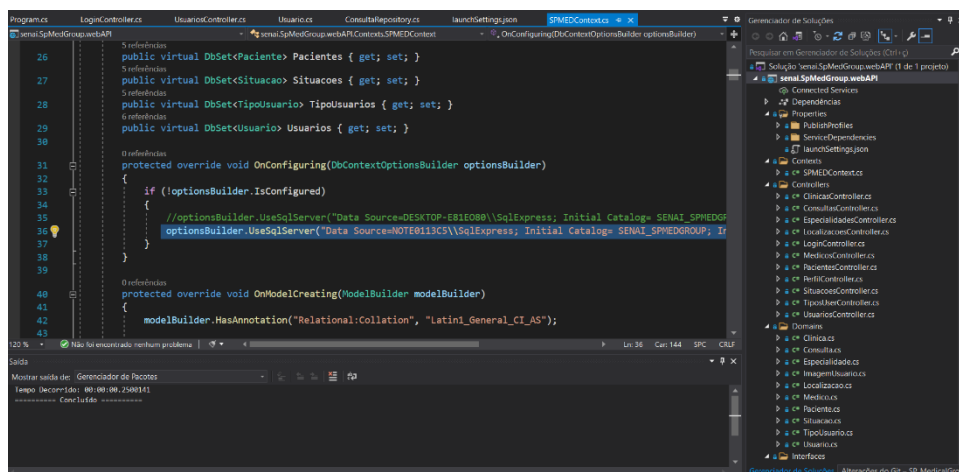 Program.cs LoginController.cs UsuariosController.cs Usuario.cs ConsultaRepository.cs launchSettings.json SPMEDContext.cs
senai.SpMedGroup.webAPI senai.SpMedGroup.webAPI.Contexts.SPMEDContext OnConfiguring(DbContextOptionsBuilder optionsBuilder)
5 referências
26 public virtual DbSet<Paciente> Pacientes { get; set; }
5 referências
27 public virtual DbSet<Situacao> Situacoes { get; set; }
5 referências
28 public virtual DbSet<TipoUsuario> TipoUsuarios { get; set; }
6 referências
29 public virtual DbSet<Usuario> Usuarios { get; set; }
30
0 referências
31 protected override void OnConfiguring(DbContextOptionsBuilder optionsBuilder)
32 {
33 if (!optionsBuilder.IsConfigured)
34 {
35 //optionsBuilder.UseSqlServer("Data Source=DESKTOP-E81EO80\\SqlExpress; Initial Catalog= SENAI_SPMEDGR
36 optionsBuilder.UseSqlServer("Data Source=NOTE0113C5\\SqlExpress; Initial Catalog= SENAI_SPMEDGROUP; In
37 }
38 }
39
0 referências
40 protected override void OnModelCreating(ModelBuilder modelBuilder)
41 {
42 modelBuilder.HasAnnotation("Relational:Collation", "Latin1_General_CI_AS");
43
120 % Não foi encontrado nenhum problema Ln: 36 Car: 144 SPC CRLF
Saída
Mostrar saída de: Gerenciador de Pacotes
Tempo Decorrido: 00:00:00.2500141
========== Concluído ==========
Gerenciador de Soluções
Pesquisar em Gerenciador de Soluções (Ctrl+ç)
Solução 'senai.SpMedGroup.webAPI' (1 de 1 projeto)
senai.SpMedGroup.webAPI
Connected Services
Dependências
Properties
PublishProfiles
ServiceDependencies
launchSettings.json
Contexts
C# SPMEDContext.cs
Controllers
C# ClinicasController.cs
C# ConsultasController.cs
C# EspecialidadesController.cs
C# LocalizacoesController.cs
C# LoginController.cs
C# MedicosController.cs
C# PacientesController.cs
C# PerfilController.cs
C# SituacoesController.cs
C# TiposUserController.cs
C# UsuariosController.cs
Domains
C# Clinica.cs
C# Consulta.cs
C# Especialidade.cs
C# ImagemUsuario.cs
C# Localizacao.cs
C# Medico.cs
C# Paciente.cs
C# Situacao.cs
C# TipoUsuario.cs
C# Usuario.cs
Interfaces
Gerenciador de Soluções Alterações do Git – SP_MedicalGro